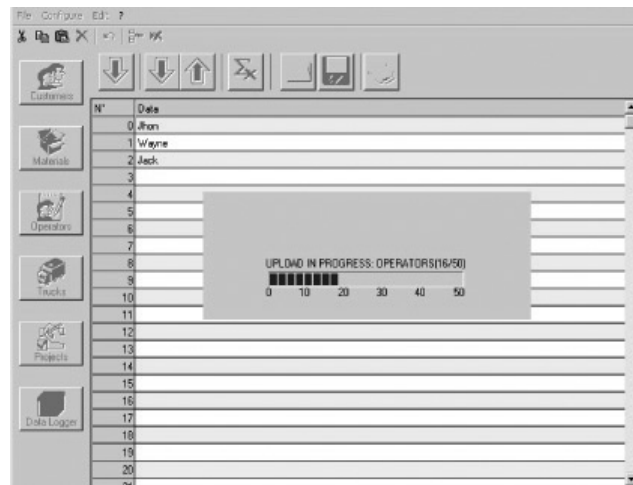 File Configure Edit ?
Customers
Materials
Operators
Trucks
Projects
Data Logger
N° Data
0 Jhon
1 Wayne
2 Jack
3
4
5
6
7
8
9
10
11
12
13
14
15
16
17
18
19
20
21
UPLOAD IN PROGRESS: OPERATORS(16/50)
0 10 20 30 40 50